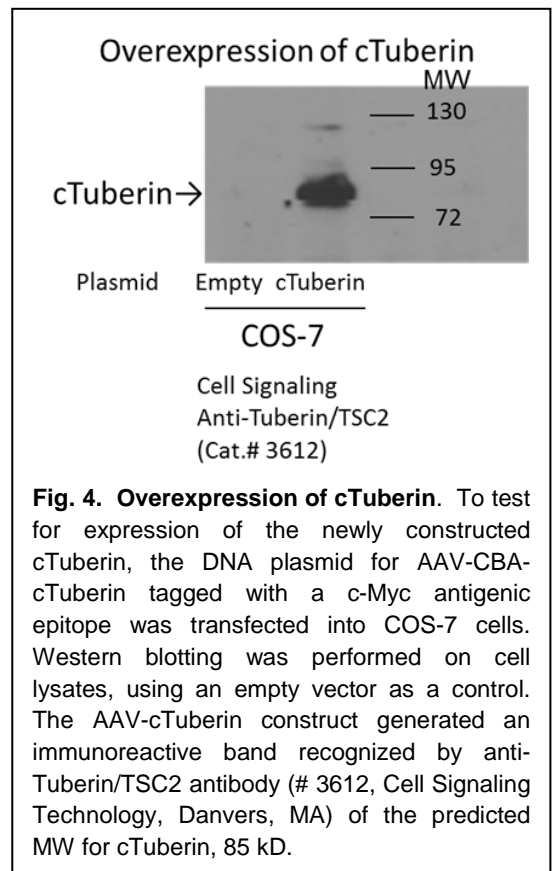 Overexpression of cTuberin
MW
130
95
cTuberin→
72
Plasmid Empty cTuberin
COS-7
Cell Signaling
Anti-Tuberin/TSC2
(Cat.# 3612)
Fig. 4. Overexpression of cTuberin. To test
for expression of the newly constructed
cTuberin, the DNA plasmid for AAV-CBA-
cTuberin tagged with a c-Myc antigenic
epitope was transfected into COS-7 cells.
Western blotting was performed on cell
lysates, using an empty vector as a control.
The AAV-cTuberin construct generated an
immunoreactive band recognized by anti-
Tuberin/TSC2 antibody (# 3612, Cell Signaling
Technology, Danvers, MA) of the predicted
MW for cTuberin, 85 kD.